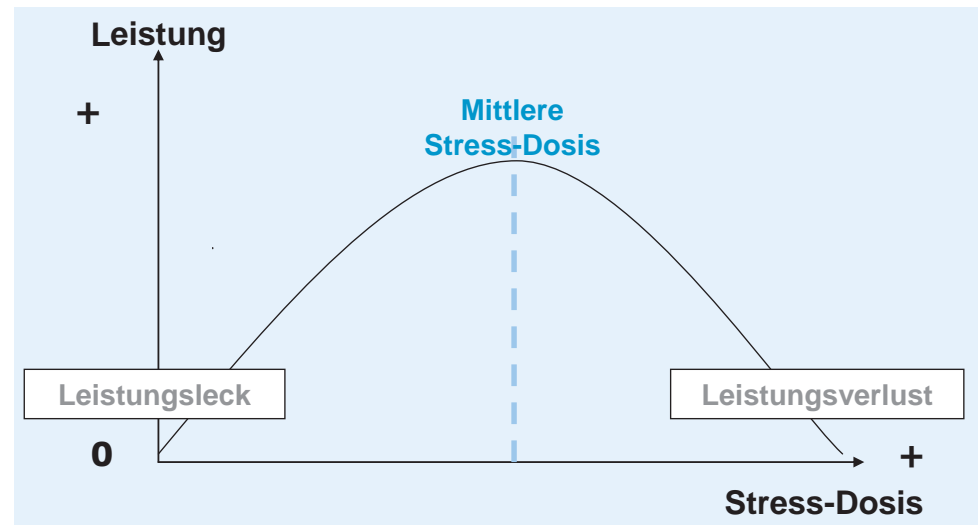 Leistung
+
Mittlere
Stress-Dosis
Leistungsleck
Leistungsverlust
0
+
Stress-Dosis